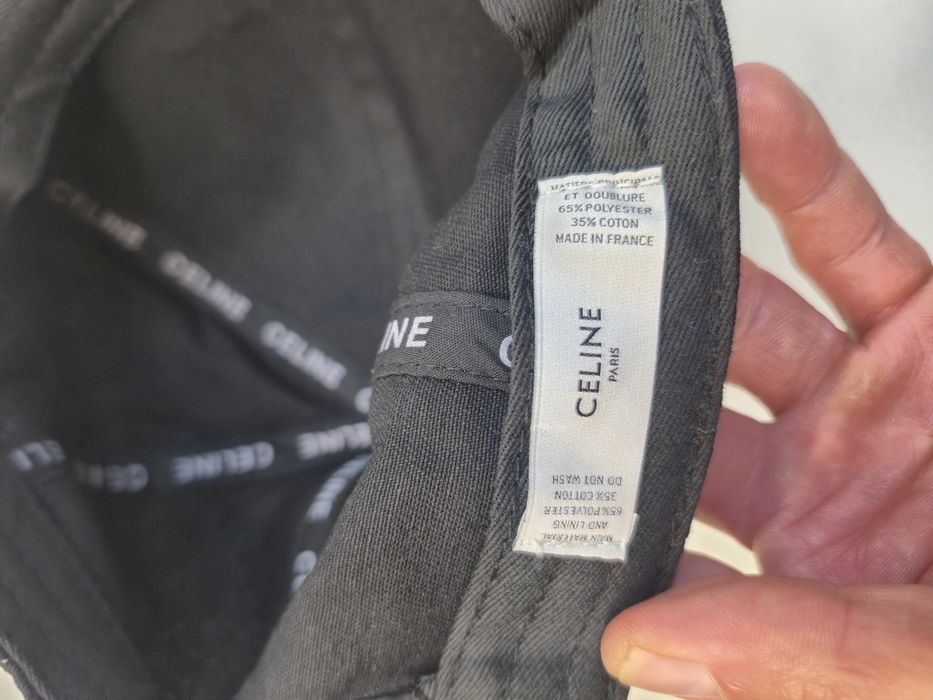 MATIERE PRINCIPALE
ET DOUBLURE
65% POLYESTER
35% COTON
MADE IN FRANCE
CELINE
PARIS
MAIN MATERIAL
AND LINING
65% POLYESTER
35% COTTON
DO NOT WASH
CELINE
CELINE
CELINE
CELINE